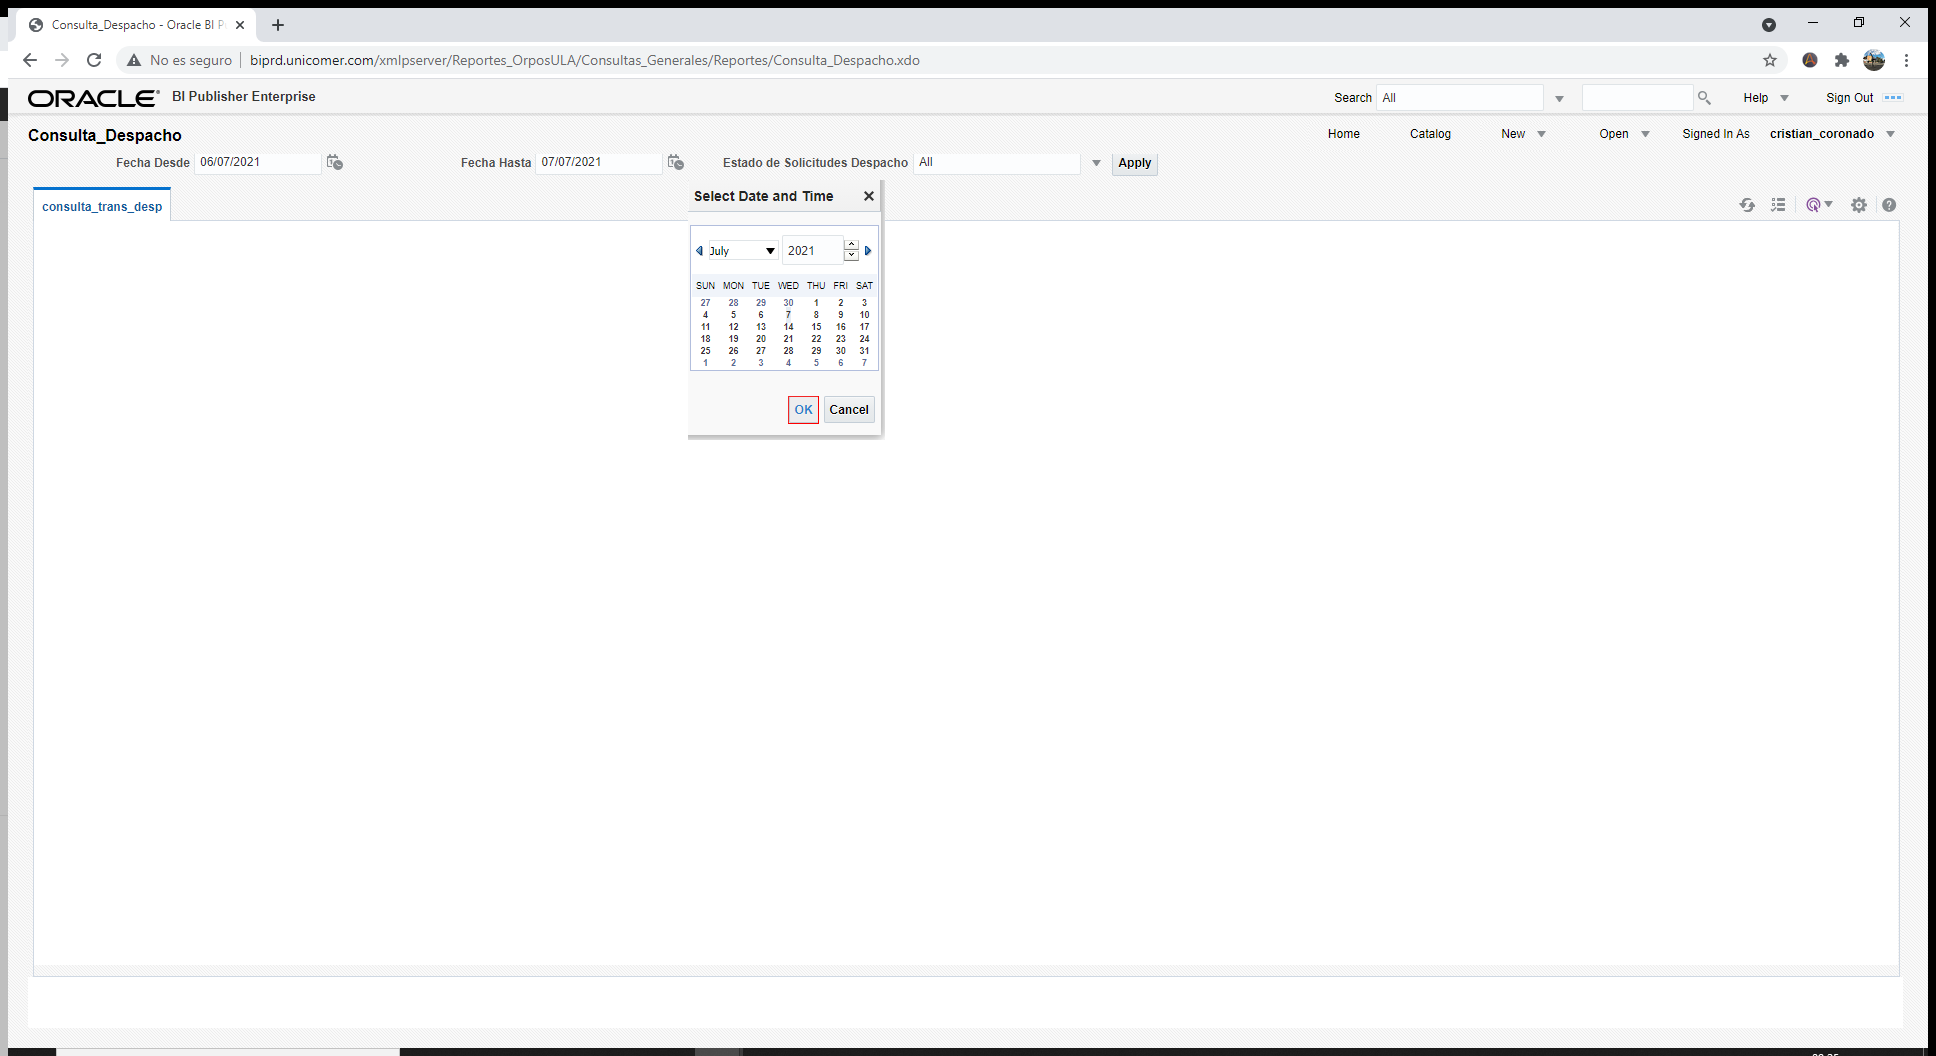 Consulta_Despacho - Oracle BI P
No es seguro
biprd.unicomer.com/xmlpserver/Reportes_OrposULA/Consultas_Generales/Reportes/Consulta_Despacho.xdo
ORACLE BI Publisher Enterprise
Search All Help Sign Out
Consulta_Despacho
Home Catalog New Open Signed In As cristian_coronado
Fecha Desde 06/07/2021 Fecha Hasta 07/07/2021 Estado de Solicitudes Despacho All Apply
consulta_trans_desp
Select Date and Time
July 2021
SUN MON TUE WED THU FRI SAT
27 28 29 30 1 2 3
4 5 6 7 8 9 10
11 12 13 14 15 16 17
18 19 20 21 22 23 24
25 26 27 28 29 30 31
1 2 3 4 5 6 7
OK Cancel